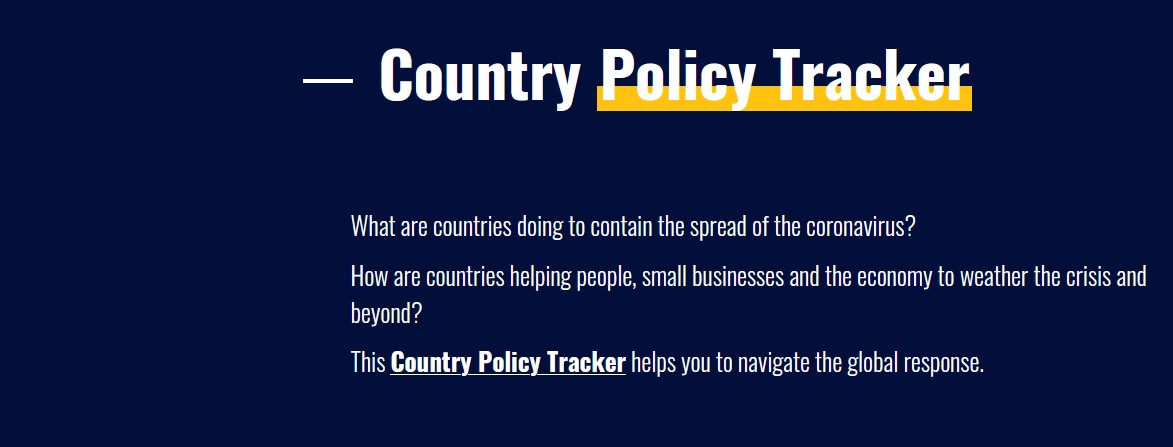 Country Policy Tracker
What are countries doing to contain the spread of the coronavirus?
How are countries helping people, small businesses and the economy to weather the crisis and
beyond?
This Country Policy Tracker helps you to navigate the global response.